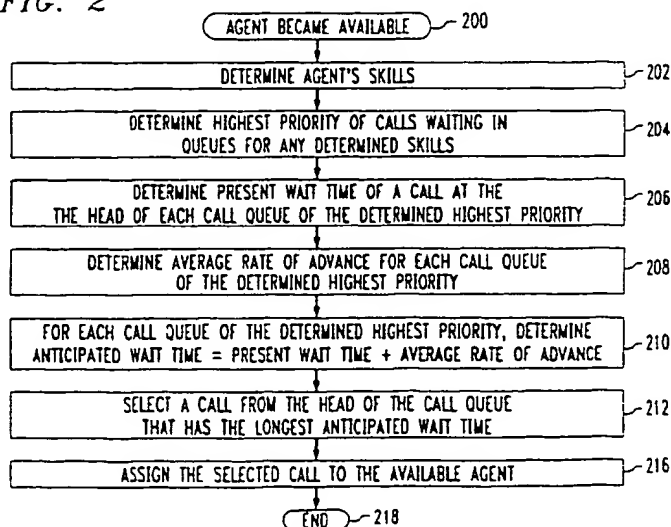 FIG. 2
AGENT BECAME AVAILABLE
200
DETERMINE AGENT'S SKILLS
202
DETERMINE HIGHEST PRIORITY OF CALLS WAITING IN
QUEUES FOR ANY DETERMINED SKILLS
204
DETERMINE PRESENT WAIT TIME OF A CALL AT THE
THE HEAD OF EACH CALL QUEUE OF THE DETERMINED HIGHEST PRIORITY
206
DETERMINE AVERAGE RATE OF ADVANCE FOR EACH CALL QUEUE
OF THE DETERMINED HIGHEST PRIORITY
208
FOR EACH CALL QUEUE OF THE DETERMINED HIGHEST PRIORITY, DETERMINE
ANTICIPATED WAIT TIME = PRESENT WAIT TIME + AVERAGE RATE OF ADVANCE
210
SELECT A CALL FROM THE HEAD OF THE CALL QUEUE
THAT HAS THE LONGEST ANTICIPATED WAIT TIME
212
ASSIGN THE SELECTED CALL TO THE AVAILABLE AGENT
216
END
218